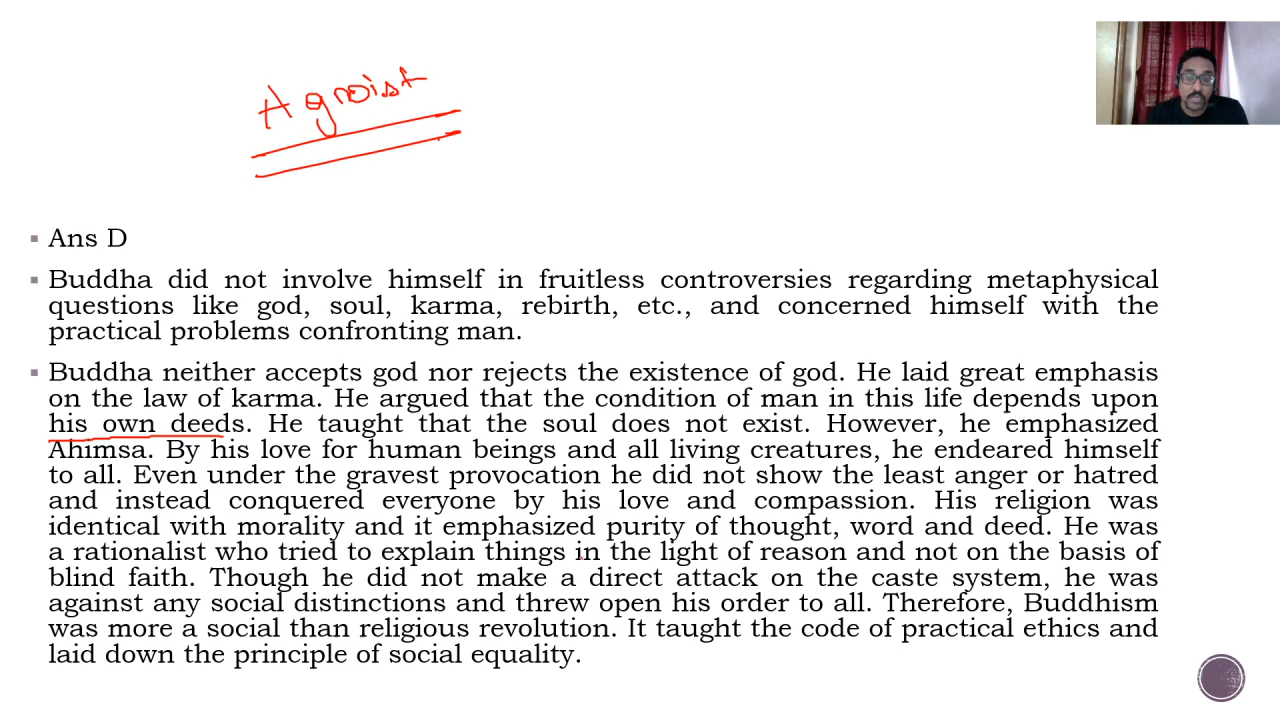 Agnoist
Ans D
Buddha did not involve himself in fruitless controversies regarding metaphysical
questions like god, soul, karma, rebirth, etc., and concerned himself with the
practical problems confronting man.
Buddha neither accepts god nor rejects the existence of god. He laid great emphasis
on the law of karma. He argued that the condition of man in this life depends upon
his own deeds. He taught that the soul does not exist. However, he emphasized
Ahimsa. By his love for human beings and all living creatures, he endeared himself
to all. Even under the gravest provocation he did not show the least anger or hatred
and instead conquered everyone by his love and compassion. His religion was
identical with morality and it emphasized purity of thought, word and deed. He was
a rationalist who tried to explain things in the light of reason and not on the basis of
blind faith. Though he did not make a direct attack on the caste system, he was
against any social distinctions and threw open his order to all. Therefore, Buddhism
was more a social than religious revolution. It taught the code of practical ethics and
laid down the principle of social equality.